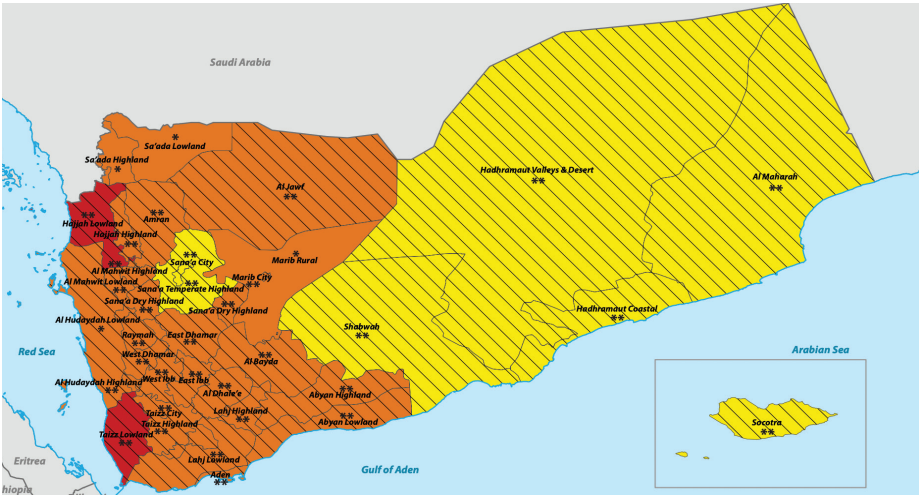 Saudi Arabia
Sa'ada Lowland
*
Sa'ada Highland
*
Al Jawf
**
Hadhramaut Valleys & Desert
**
Al Maharah
**
**
Hajjah Lowland
**
Amran
Hajjah Highland
**
**
Sana'a City
*
Marib Rural
**
Al Mahwit Highland
Al Mahwit Lowland
**
Marib City
**
**
Sana'a Temperate Highland
Sana'a Dry Highland
**
**
Sana'a Dry Highland
Al Hudaydah Lowland
*
Hadhramaut Coastal
**
Shabwah
**
Raymah
**
East Dhamar
**
West Dhamar
**
Al Bayda
**
Red Sea
Arabian Sea
Al Hudaydah Highland
**
West Ibb
**
East Ibb
**
Al Dhale'e
**
Abyan Highland
**
Taizz City
**
Lahj Highland
**
Taizz Highland
**
Abyan Lowland
**
Taizz Lowland
**
Socotra
**
Lahj Lowland
**
Aden
**
Eritrea
Gulf of Aden
hiopia